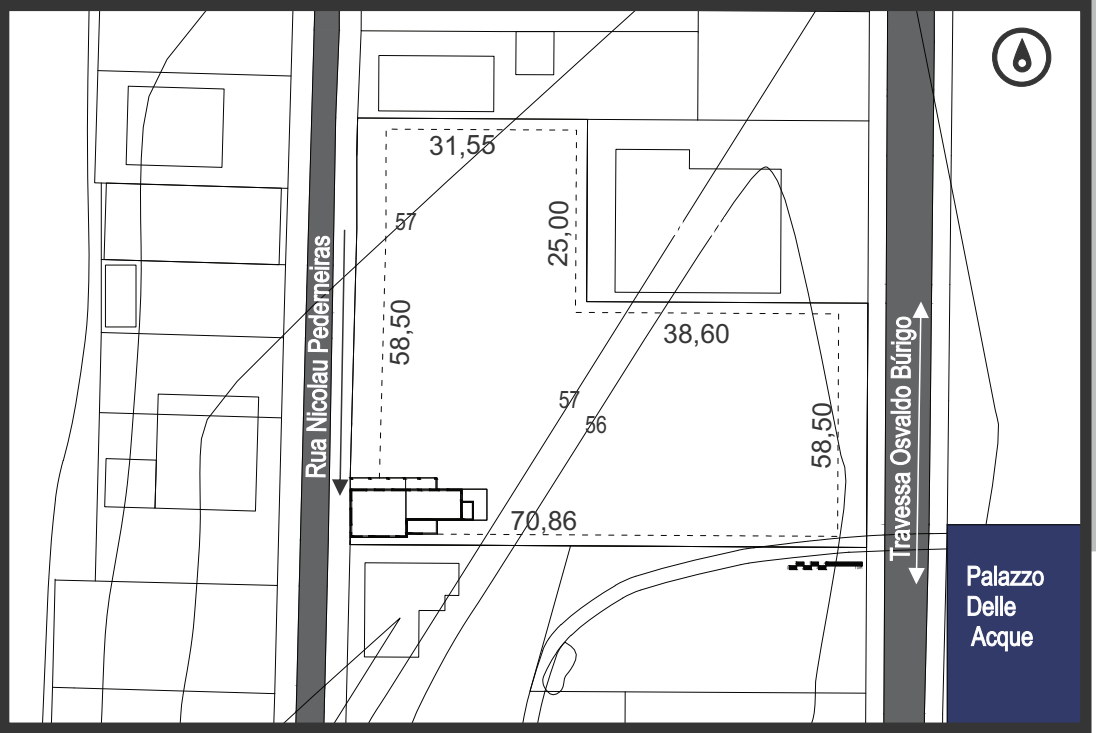 31,55
57
25,00
58,50
Rua Nicolau Pederneiras
38,60
57
56
58,50
Travessa Osvaldo Búrigo
70,86
Palazzo
Delle
Acque